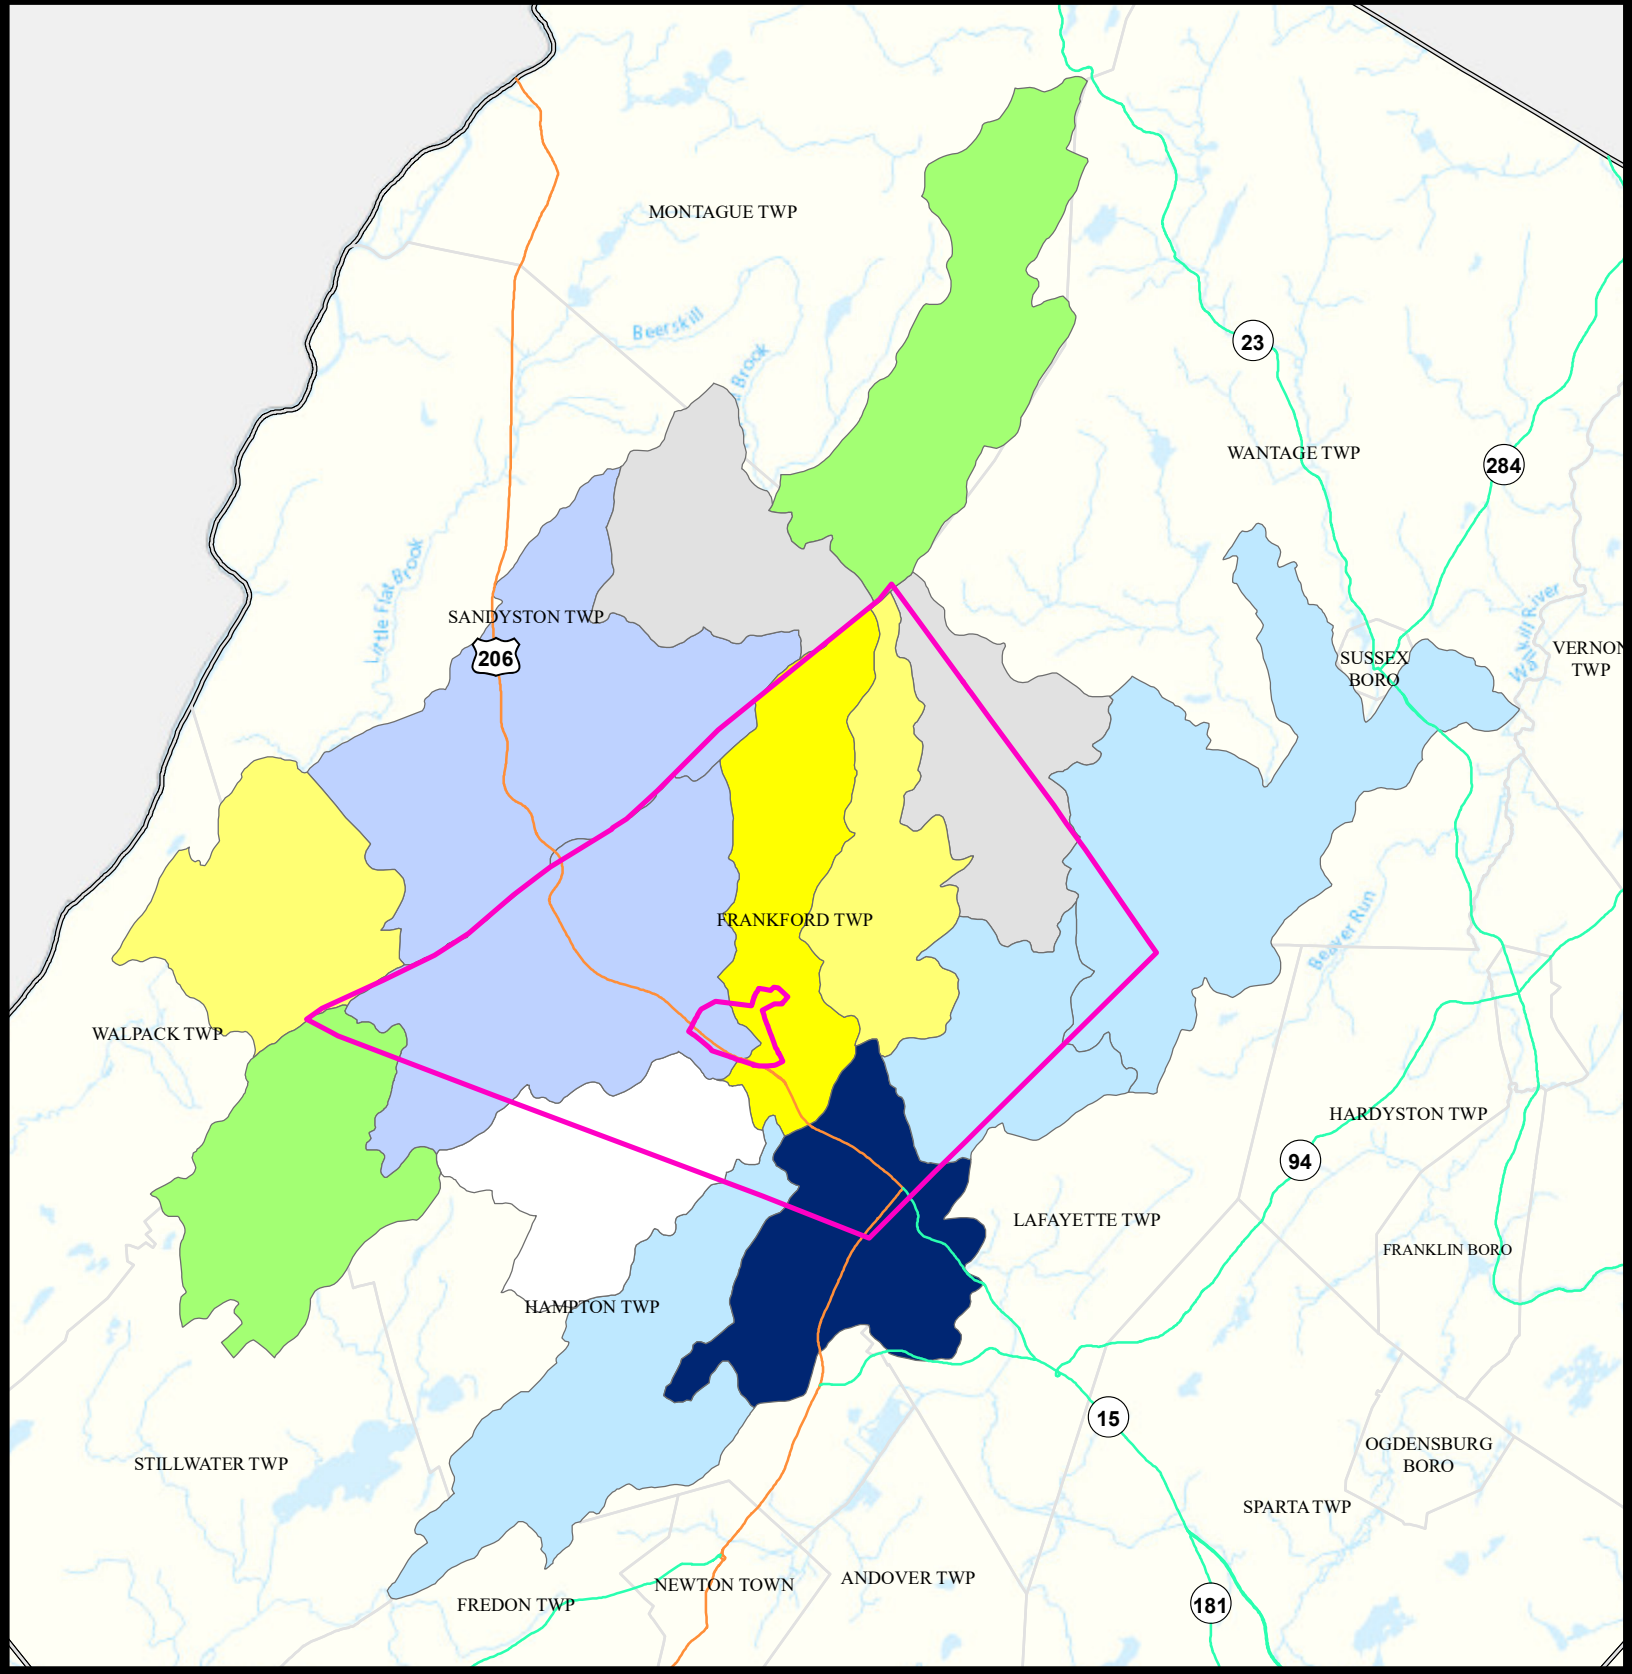 MONTAGUE TWP
Beerskill
Brook
23
WANTAGE TWP
284
Little Flat Brook
SANDYSTON TWP
206
Wallkill River
SUSSEX
BORO
VERNON
TWP
FRANKFORD TWP
Beaver Run
WALPACK TWP
HARDYSTON TWP
94
LAFAYETTE TWP
FRANKLIN BORO
HAMPTON TWP
15
STILLWATER TWP
OGDENSBURG
BORO
SPARTA TWP
ANDOVER TWP
NEWTON TOWN
FREDON TWP
181